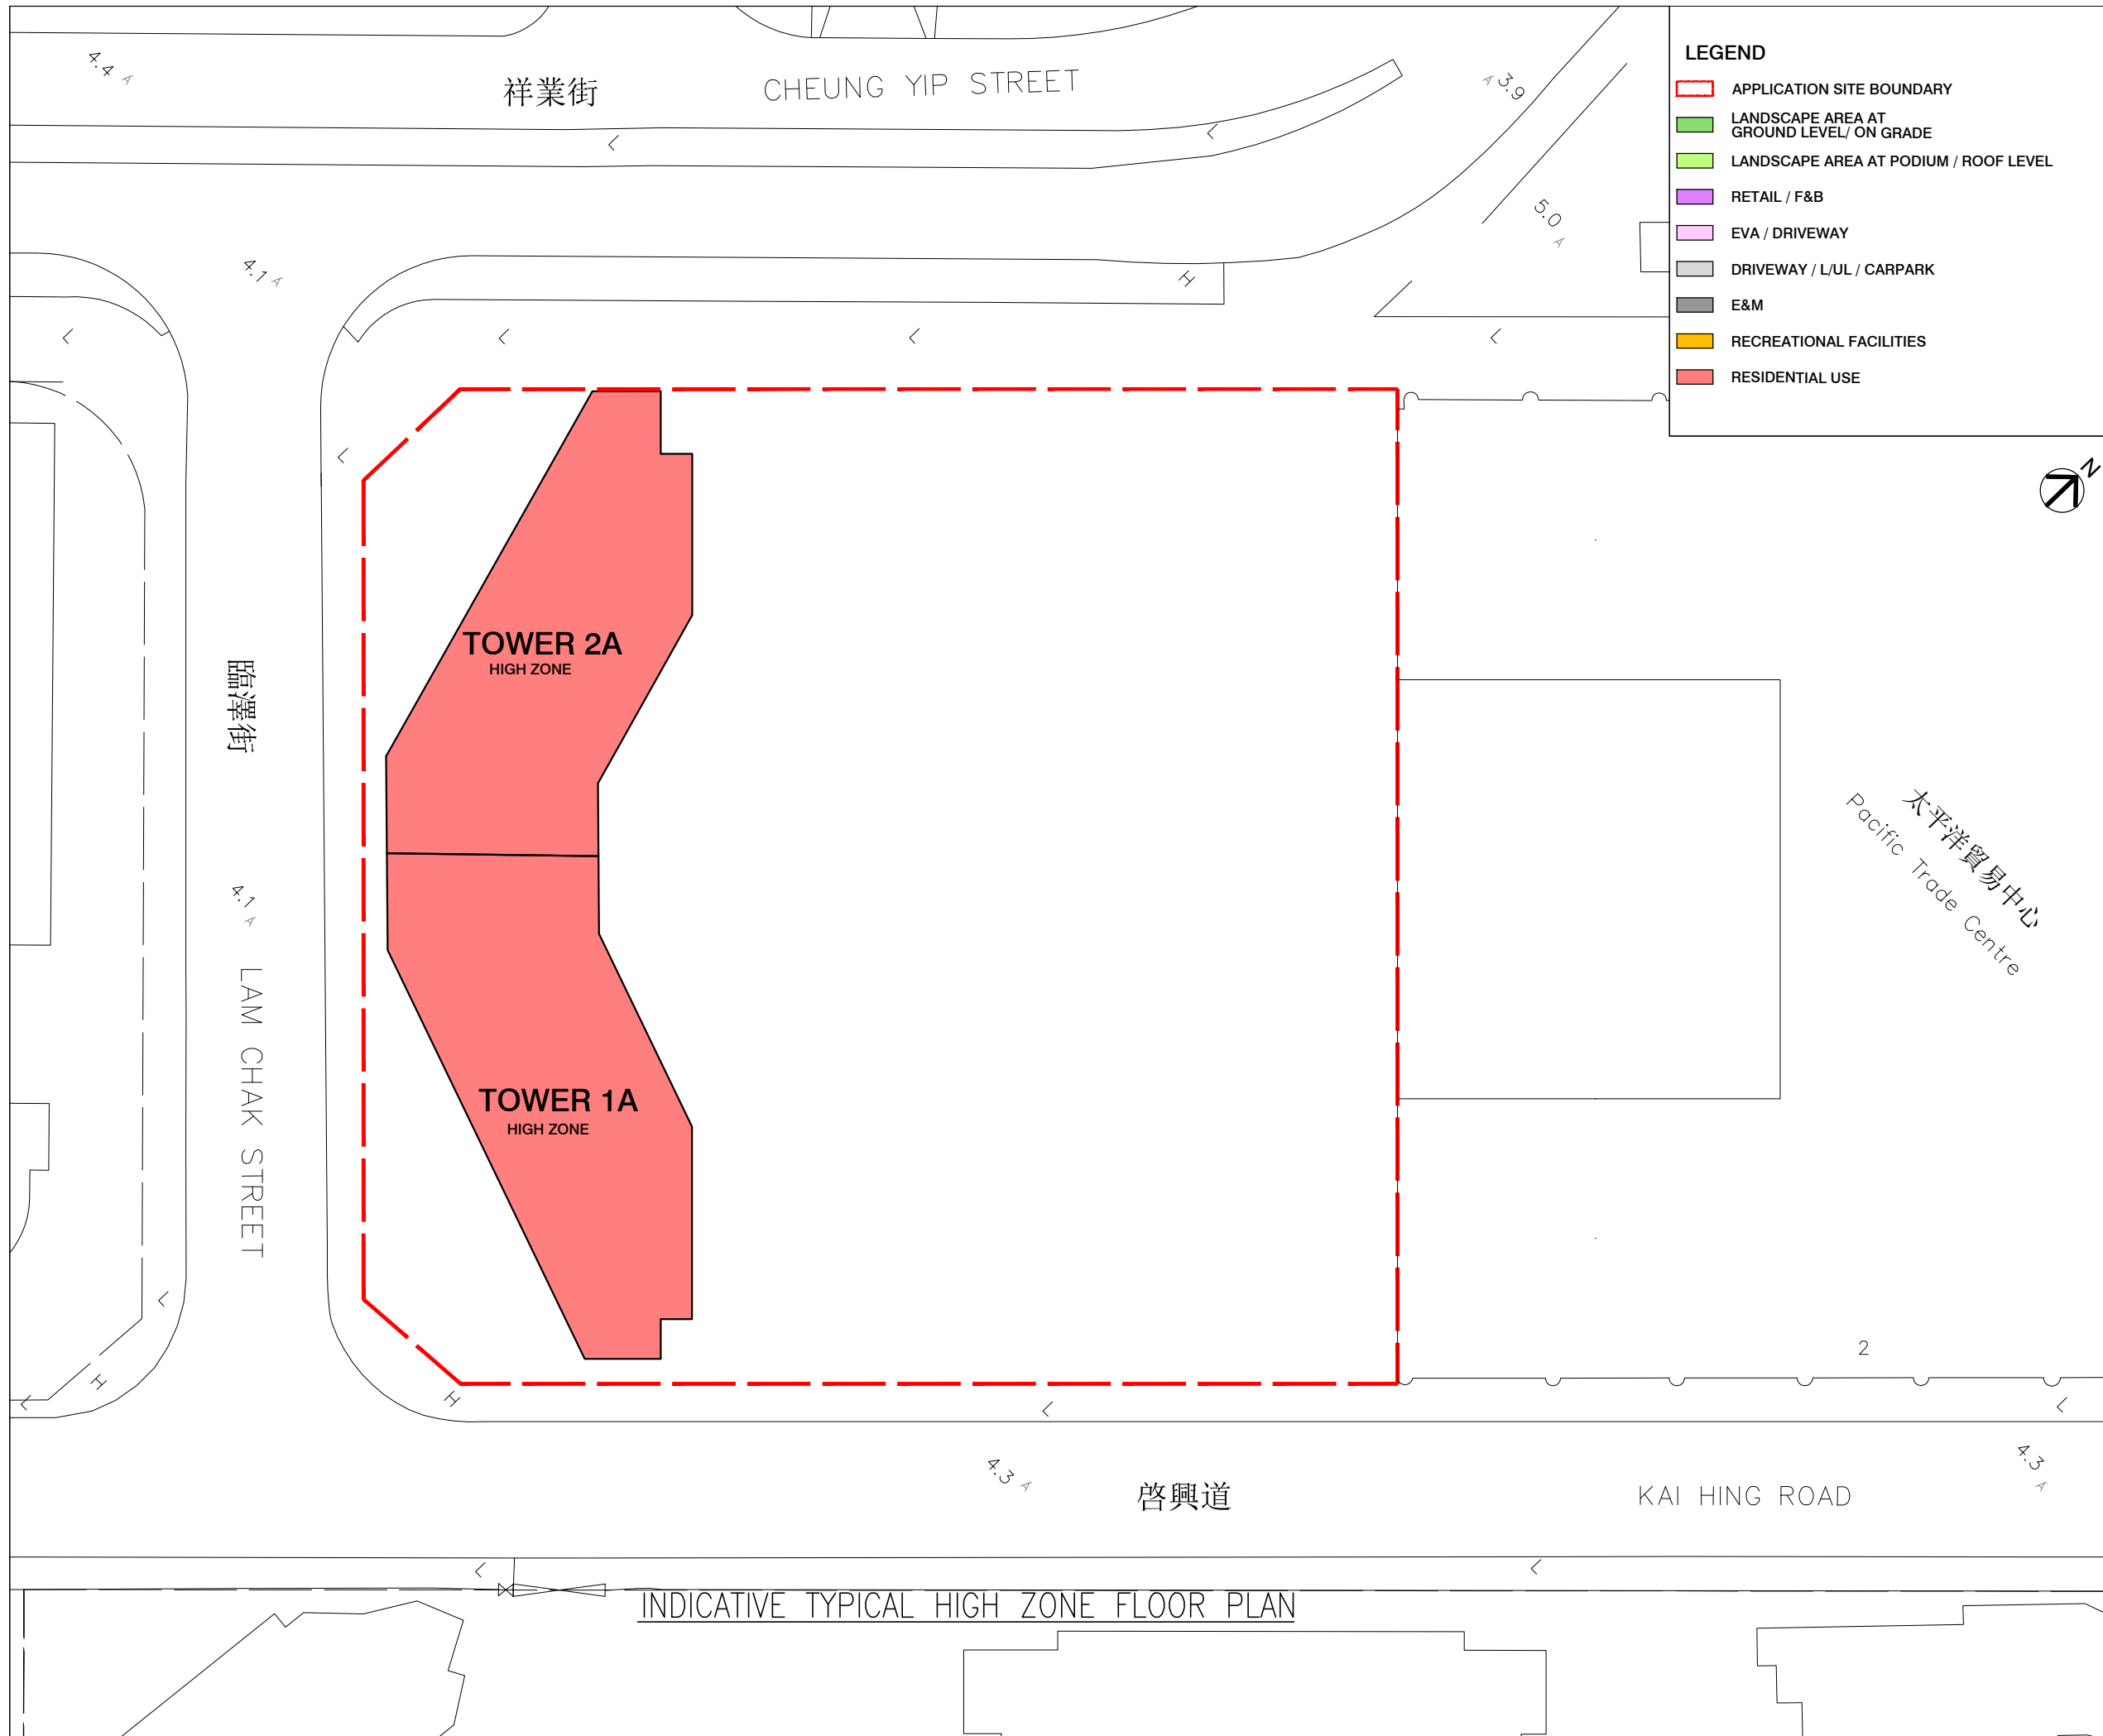 4.4 A
祥業街
CHEUNG YIP STREET
A 3.9
5.0 A
4.1 A
LEGEND
APPLICATION SITE BOUNDARY
LANDSCAPE AREA AT
GROUND LEVEL/ ON GRADE
LANDSCAPE AREA AT PODIUM / ROOF LEVEL
RETAIL / F&B
EVA / DRIVEWAY
DRIVEWAY / L/UL / CARPARK
E&M
RECREATIONAL FACILITIES
RESIDENTIAL USE
N
TOWER 2A
HIGH ZONE
臨澤街
4.1 A
LAM CHAK STREET
TOWER 1A
HIGH ZONE
太平洋貿易中心
Pacific Trade Centre
2
4.3 A
啓興道
KAI HING ROAD
4.3 A
INDICATIVE TYPICAL HIGH ZONE FLOOR PLAN